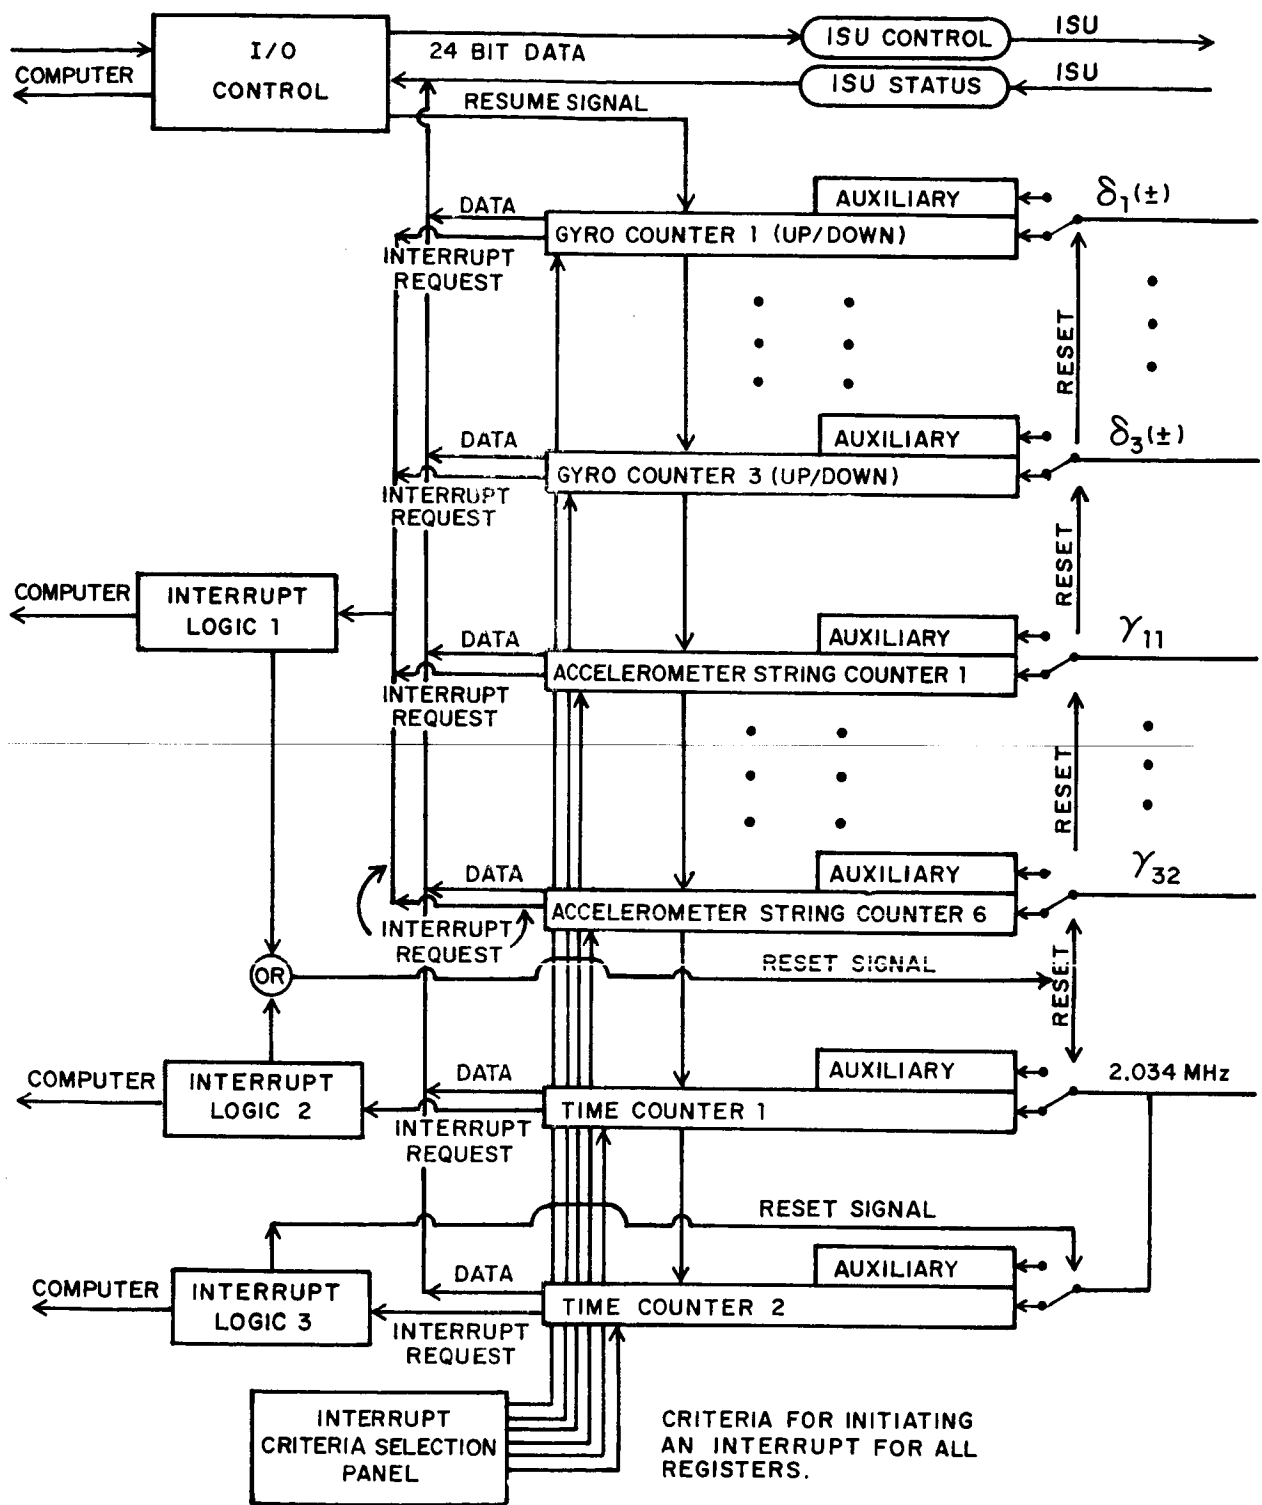 ISU CONTROL
ISU
I/O
CONTROL
24 BIT DATA
COMPUTER
ISU STATUS
ISU
RESUME SIGNAL
AUXILIARY
δ₁(±)
DATA
GYRO COUNTER 1 (UP/DOWN)
INTERRUPT
REQUEST
RESET
AUXILIARY
δ₃(±)
DATA
GYRO COUNTER 3 (UP/DOWN)
INTERRUPT
REQUEST
RESET
COMPUTER
INTERRUPT
LOGIC 1
AUXILIARY
γ₁₁
DATA
ACCELEROMETER STRING COUNTER 1
INTERRUPT
REQUEST
RESET
AUXILIARY
γ₃₂
DATA
ACCELEROMETER STRING COUNTER 6
INTERRUPT
REQUEST
OR
RESET SIGNAL
RESET
COMPUTER
INTERRUPT
LOGIC 2
AUXILIARY
2.034 MHz
DATA
TIME COUNTER 1
INTERRUPT
REQUEST
RESET SIGNAL
COMPUTER
INTERRUPT
LOGIC 3
AUXILIARY
DATA
TIME COUNTER 2
INTERRUPT
REQUEST
INTERRUPT
CRITERIA SELECTION
PANEL
CRITERIA FOR INITIATING
AN INTERRUPT FOR ALL
REGISTERS.